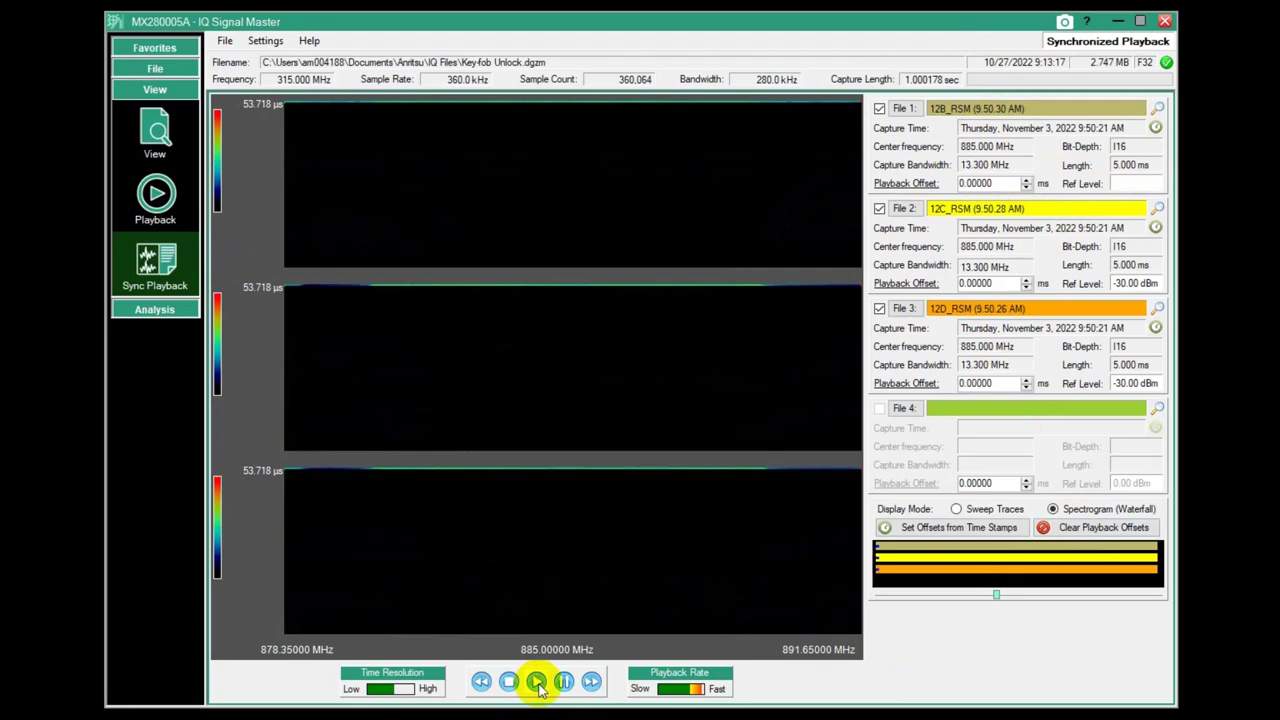 MX280005A - IQ Signal Master
?
Favorites
File
View
View
Playback
Sync Playback
Analysis
File Settings Help
Synchronized Playback
Filename: C:\Users\am004188\Documents\Anritsu\IQ Files\Key-fob Unlock.dgzm 10/27/2022 9:13:17 2.747 MB F32
Frequency: 315.000 MHz Sample Rate: 360.0 kHz Sample Count: 360,064 Bandwidth: 280.0 kHz Capture Length: 1.000178 sec
53.718 µs
53.718 µs
53.718 µs
878.35000 MHz 885.00000 MHz 891.65000 MHz
Time Resolution
Low High
Playback Rate
Slow Fast
File 1: 12B_RSM (9.50.30 AM)
Capture Time: Thursday, November 3, 2022 9:50:21 AM
Center frequency: 885.000 MHz Bit-Depth: I16
Capture Bandwidth: 13.300 MHz Length: 5.000 ms
Playback Offset: 0.00000 ms Ref Level:
File 2: 12C_RSM (9.50.28 AM)
Capture Time: Thursday, November 3, 2022 9:50:21 AM
Center frequency: 885.000 MHz Bit-Depth: I16
Capture Bandwidth: 13.300 MHz Length: 5.000 ms
Playback Offset: 0.00000 ms Ref Level: -30.00 dBm
File 3: 12D_RSM (9.50.26 AM)
Capture Time: Thursday, November 3, 2022 9:50:21 AM
Center frequency: 885.000 MHz Bit-Depth: I16
Capture Bandwidth: 13.300 MHz Length: 5.000 ms
Playback Offset: 0.00000 ms Ref Level: -30.00 dBm
File 4:
Capture Time:
Center frequency: Bit-Depth:
Capture Bandwidth: Length:
Playback Offset: 0.00000 ms Ref Level: 0.00 dBm
Display Mode: Sweep Traces Spectrogram (Waterfall)
Set Offsets from Time Stamps Clear Playback Offsets